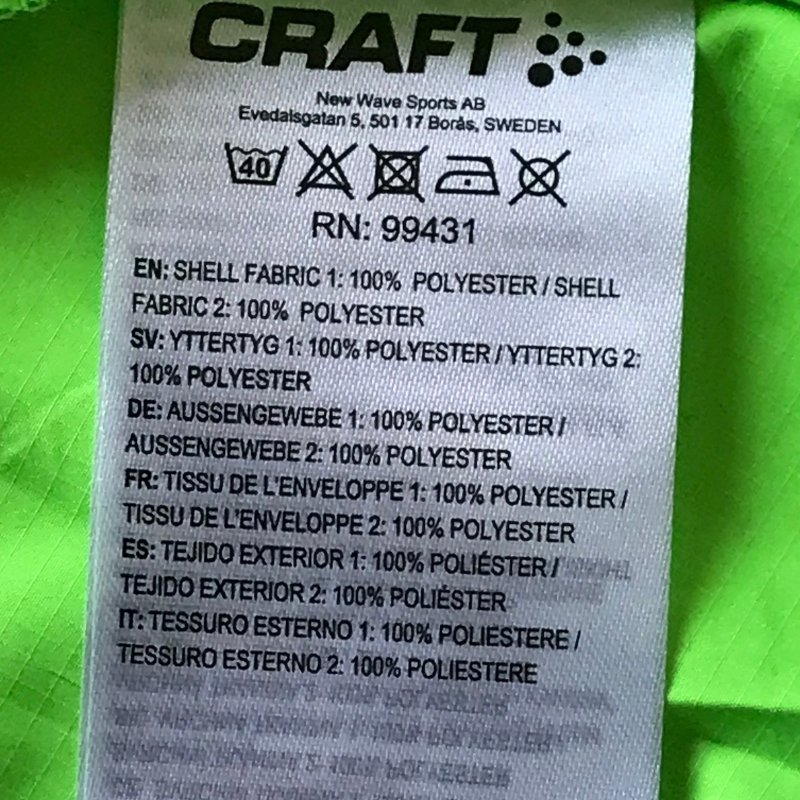 CRAFT
New Wave Sports AB
Evedalsgatan 5, 501 17 Borås, SWEDEN
40
RN: 99431
EN: SHELL FABRIC 1: 100% POLYESTER / SHELL
FABRIC 2: 100% POLYESTER
SV: YTTERTYG 1: 100% POLYESTER / YTTERTYG 2:
100% POLYESTER
DE: AUSSENGEWEBE 1: 100% POLYESTER /
AUSSENGEWEBE 2: 100% POLYESTER
FR: TISSU DE L'ENVELOPPE 1: 100% POLYESTER /
TISSU DE L'ENVELOPPE 2: 100% POLYESTER
ES: TEJIDO EXTERIOR 1: 100% POLIÉSTER /
TEJIDO EXTERIOR 2: 100% POLIÉSTER
IT: TESSURO ESTERNO 1: 100% POLIESTERE /
TESSURO ESTERNO 2: 100% POLIESTERE